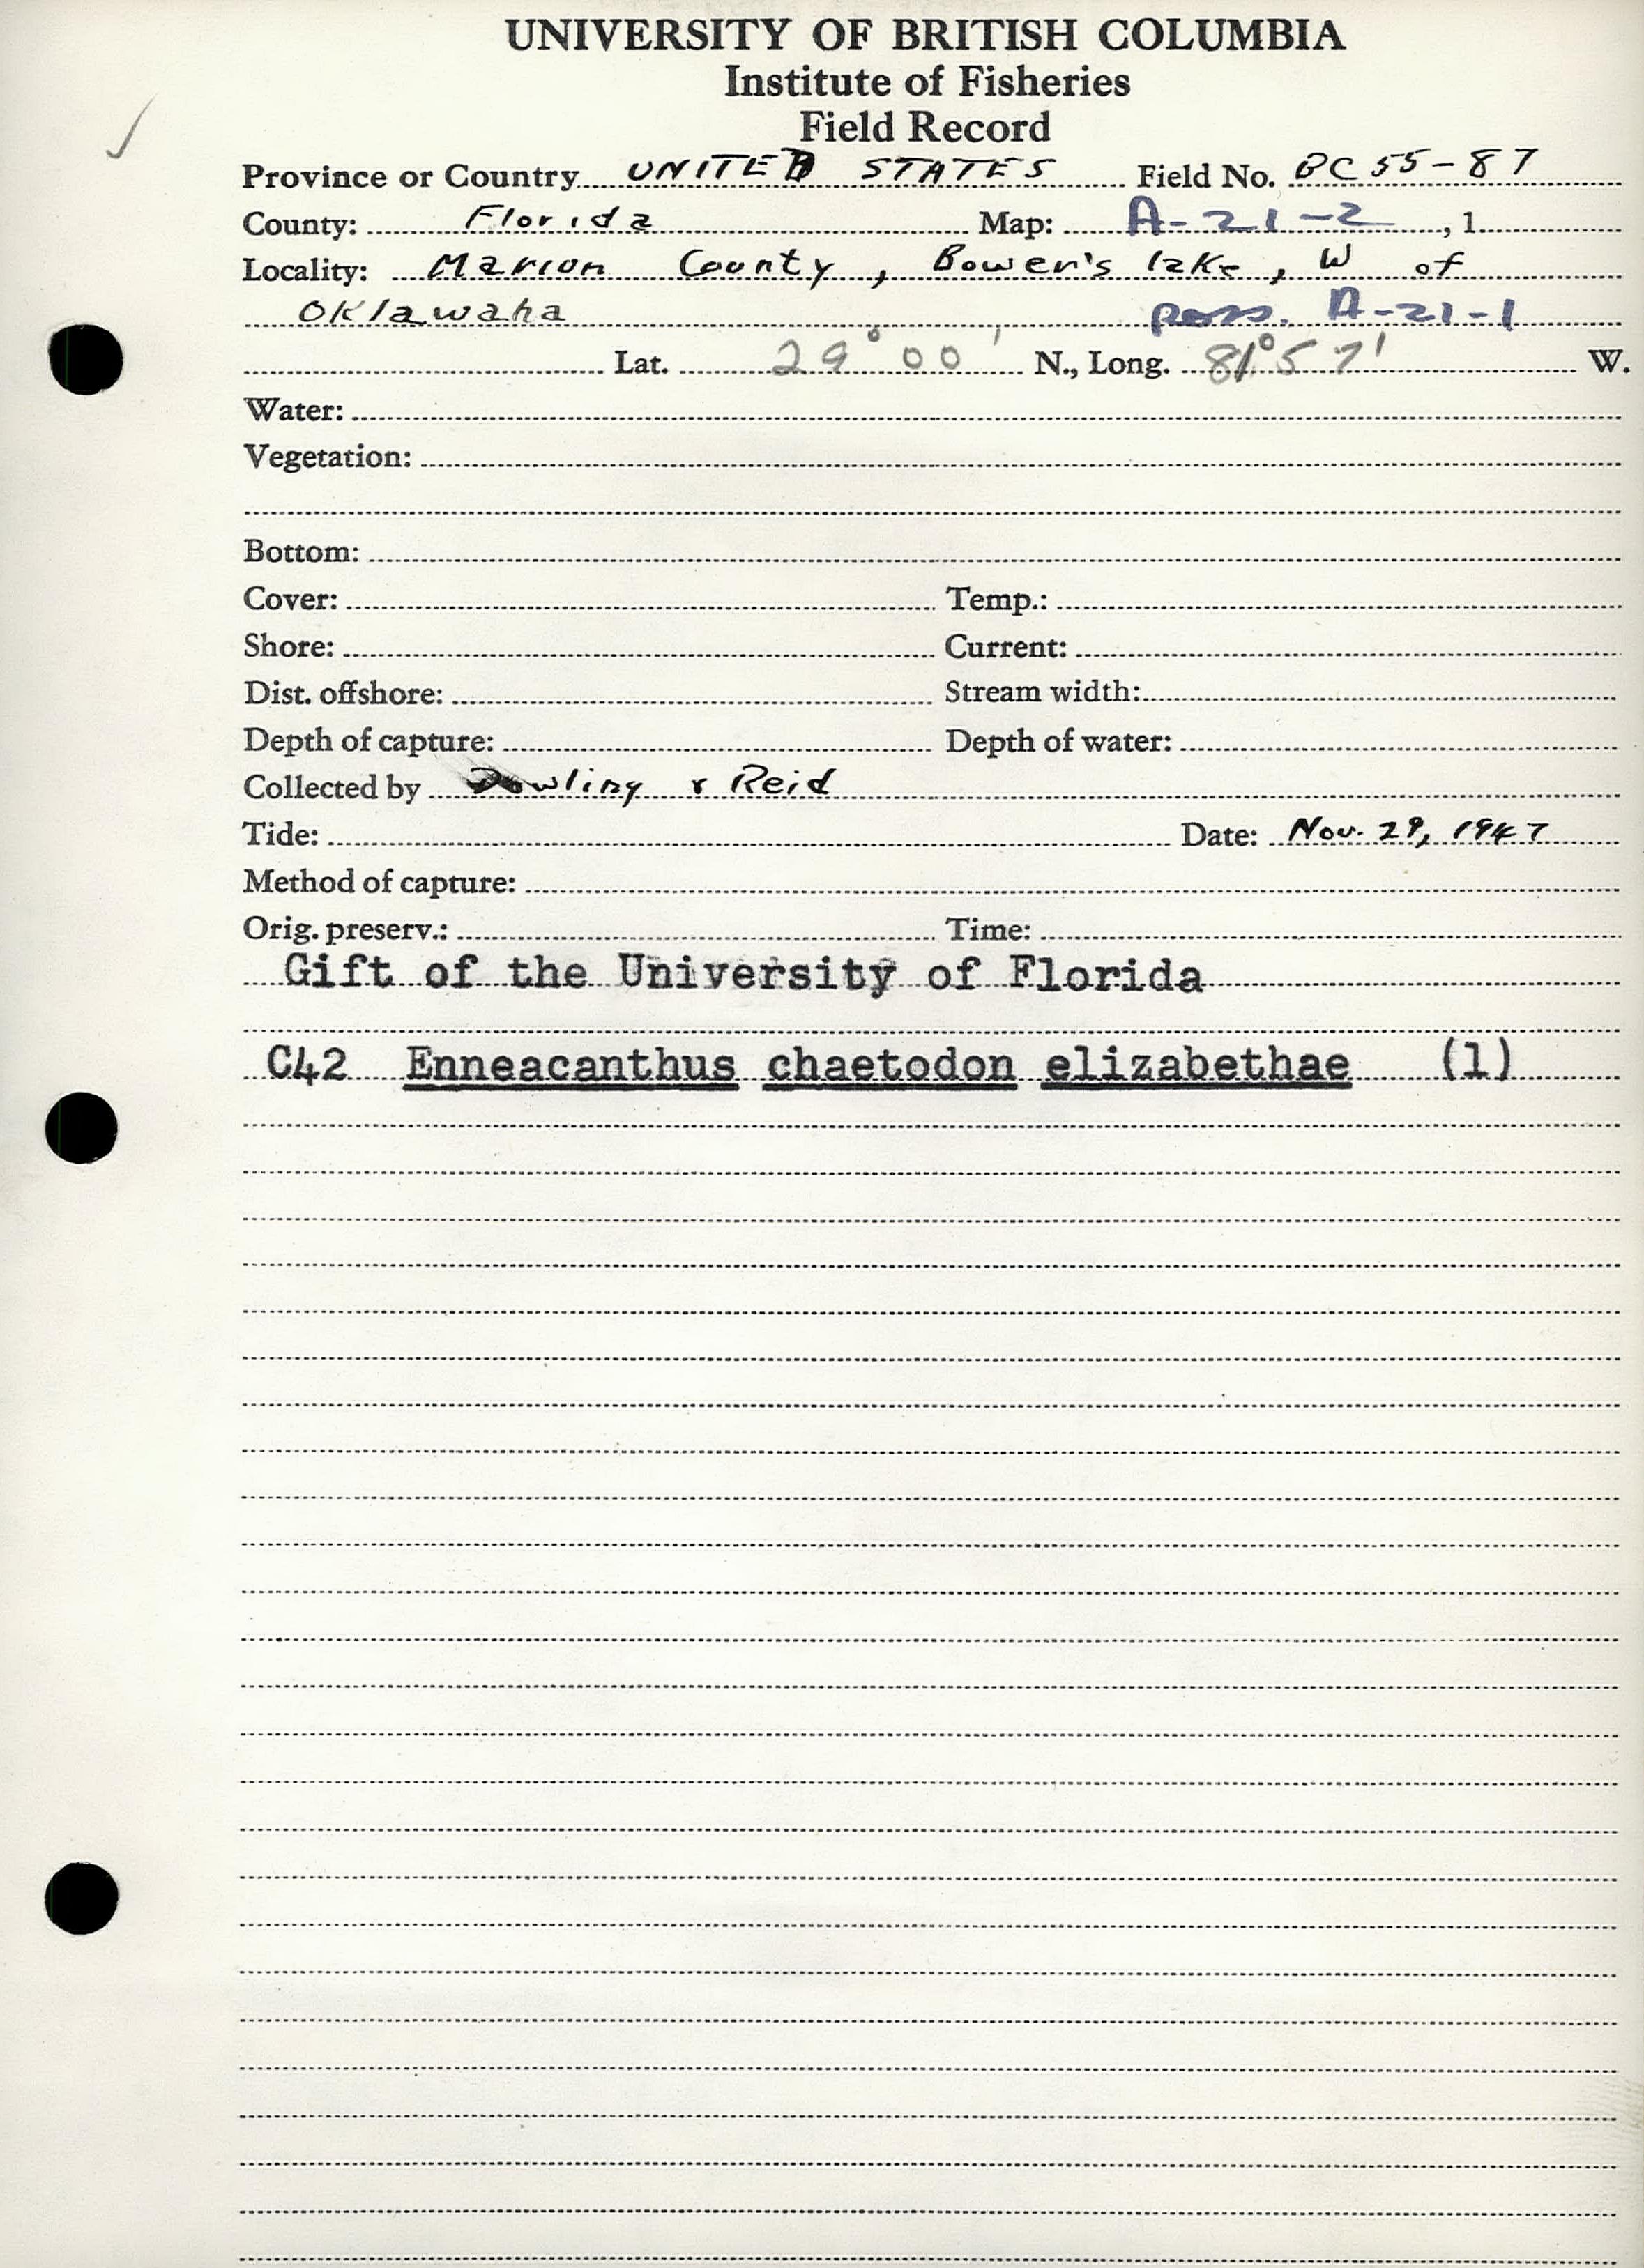 UNIVERSITY OF BRITISH COLUMBIA
Institute of Fisheries
Field Record
Province or Country UNITED STATES Field No. BC 55-87
County: Florida Map: A-21-2, 1
Locality: Marion County, Bower's lake, W of
Oklawaha poss. A-21-1
Lat. 29° 00' N., Long. 81° 57' W.
Water:
Vegetation:
Bottom:
Cover: Temp.:
Shore: Current:
Dist. offshore: Stream width:
Depth of capture: Depth of water:
Collected by Dowling & Reid
Tide: Date: Nov. 29, 1947
Method of capture:
Orig. preserv.: Time:
Gift of the University of Florida
C42 Enneacanthus chaetodon elizabethae (1)